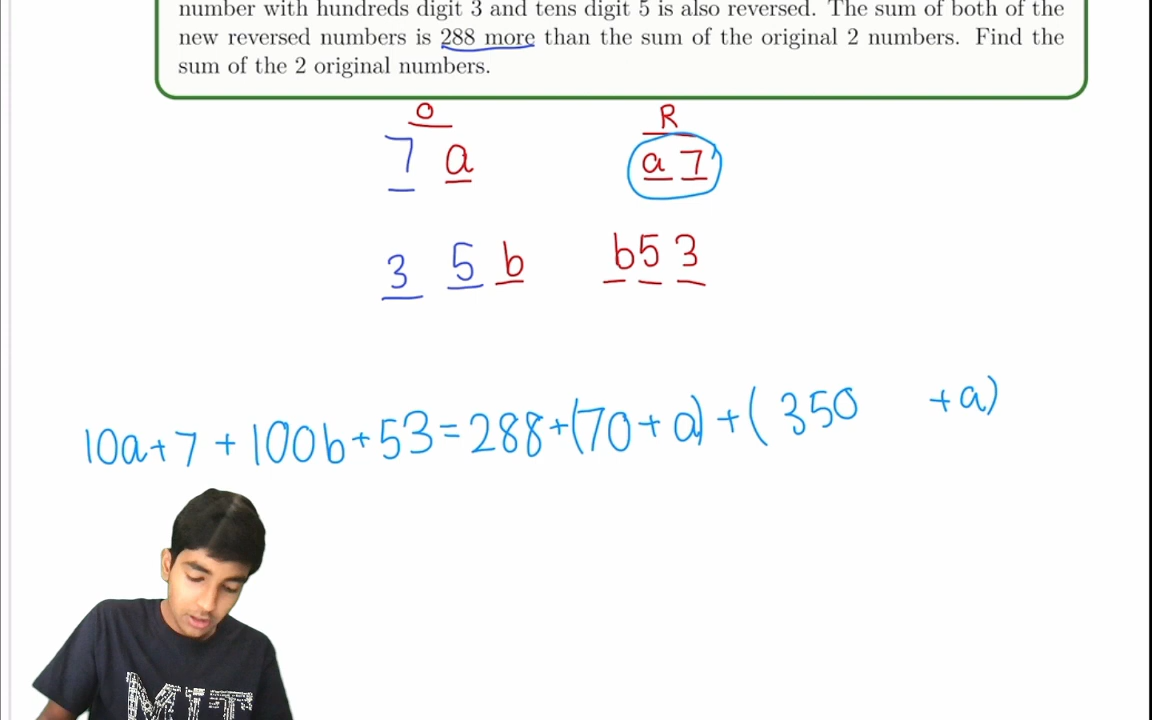 number with hundreds digit 3 and tens digit 5 is also reversed. The sum of both of the
new reversed numbers is 288 more than the sum of the original 2 numbers. Find the
sum of the 2 original numbers.
O R
7 a a 7
3 5 b b53
10a+7 + 100b+53=288+(70+a)+(350 +a)
MIT